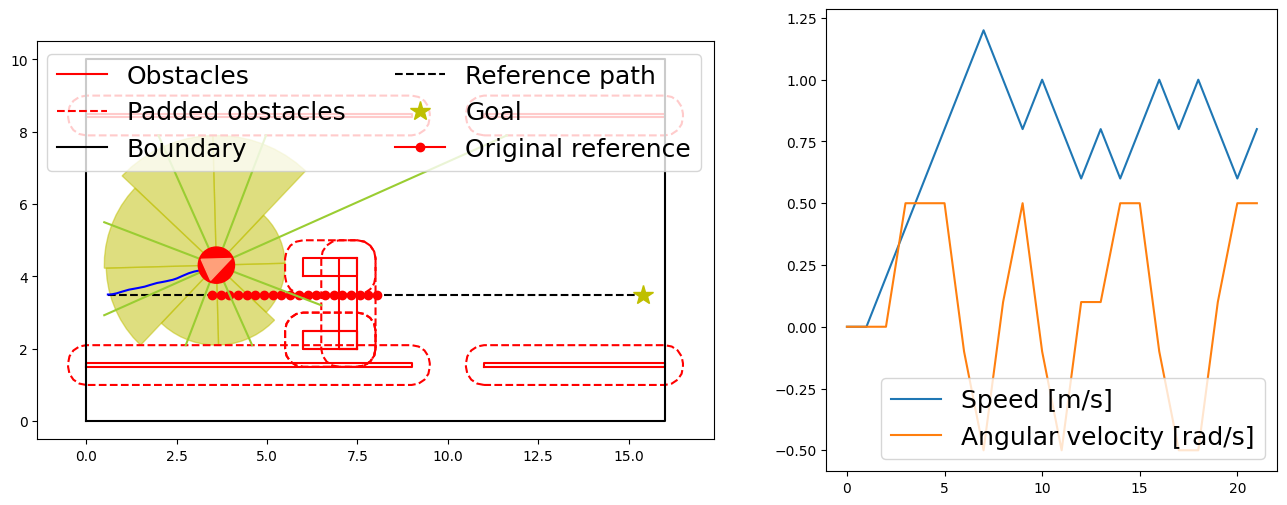 10
8
6
4
2
0
0.0 2.5 5.0 7.5 10.0 12.5 15.0
Obstacles
Padded obstacles
Boundary
Reference path
Goal
Original reference
1.25
1.00
0.75
0.50
0.25
0.00
−0.25
−0.50
0 5 10 15 20
Speed [m/s]
Angular velocity [rad/s]